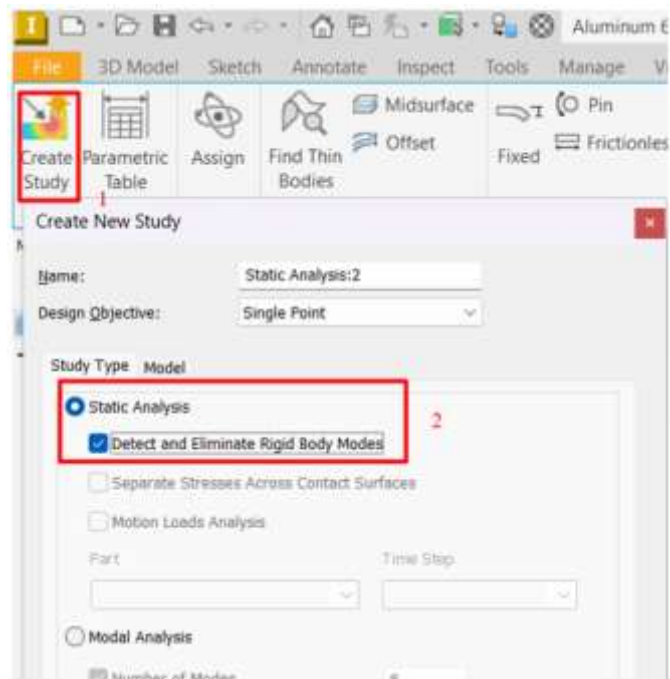 I
Aluminum 6
File 3D Model Sketch Annotate Inspect Tools Manage
Create Study
Parametric Table
Assign
Find Thin Bodies
Midsurface
Offset
Fixed
Pin
Frictionles
1
Create New Study
Name: Static Analysis:2
Design Objective: Single Point
Study Type Model
Static Analysis
2
Detect and Eliminate Rigid Body Modes
Separate Stresses Across Contact Surfaces
Motion Loads Analysis
Part Time Step
Modal Analysis
Number of Modes